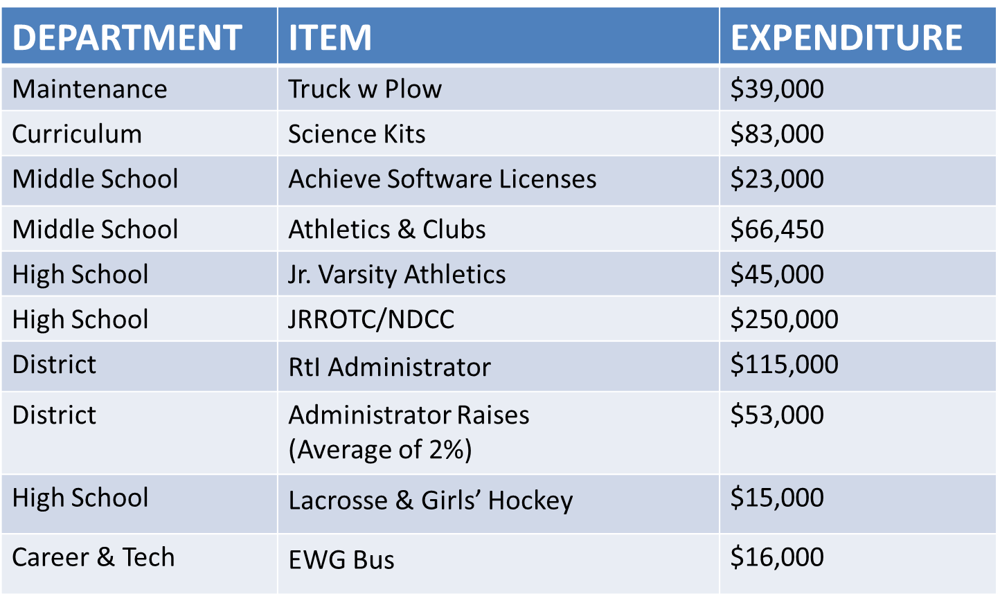 DEPARTMENT ITEM EXPENDITURE
Maintenance Truck w Plow $39,000
Curriculum Science Kits $83,000
Middle School Achieve Software Licenses $23,000
Middle School Athletics & Clubs $66,450
High School Jr. Varsity Athletics $45,000
High School JRROTC/NDCC $250,000
District RtI Administrator $115,000
District Administrator Raises $53,000
(Average of 2%)
High School Lacrosse & Girls’ Hockey $15,000
Career & Tech EWG Bus $16,000